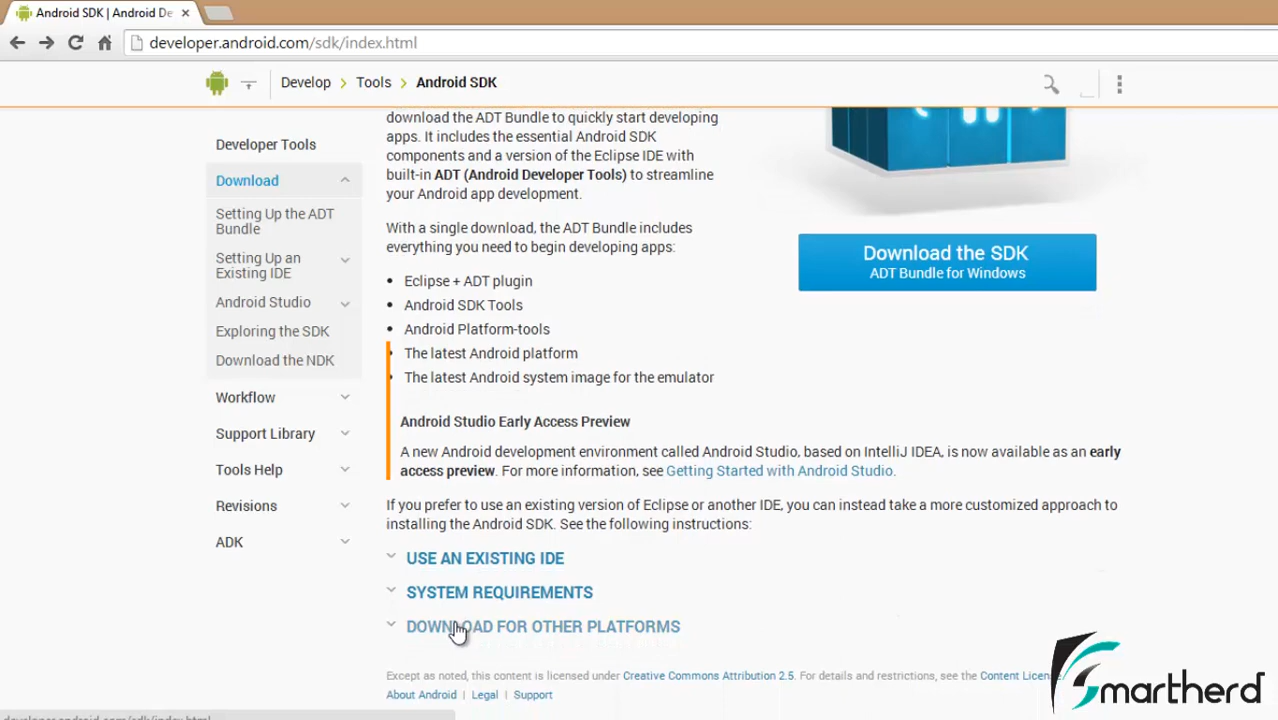 Android SDK | Android De
developer.android.com/sdk/index.html
Develop > Tools > Android SDK
Developer Tools
Download
Setting Up the ADT
Bundle
Setting Up an
Existing IDE
Android Studio
Exploring the SDK
Download the NDK
Workflow
Support Library
Tools Help
Revisions
ADK
download the ADT Bundle to quickly start developing
apps. It includes the essential Android SDK
components and a version of the Eclipse IDE with
built-in ADT (Android Developer Tools) to streamline
your Android app development.
With a single download, the ADT Bundle includes
everything you need to begin developing apps:
• Eclipse + ADT plugin
• Android SDK Tools
• Android Platform-tools
• The latest Android platform
• The latest Android system image for the emulator
Download the SDK
ADT Bundle for Windows
Android Studio Early Access Preview
A new Android development environment called Android Studio, based on IntelliJ IDEA, is now available as an early
access preview. For more information, see Getting Started with Android Studio.
If you prefer to use an existing version of Eclipse or another IDE, you can instead take a more customized approach to
installing the Android SDK. See the following instructions:
USE AN EXISTING IDE
SYSTEM REQUIREMENTS
DOWNLOAD FOR OTHER PLATFORMS
Except as noted, this content is licensed under Creative Commons Attribution 2.5. For details and restrictions, see the Content Licens
About Android | Legal | Support
Smartherd
developer.android.com/sdk/index.html